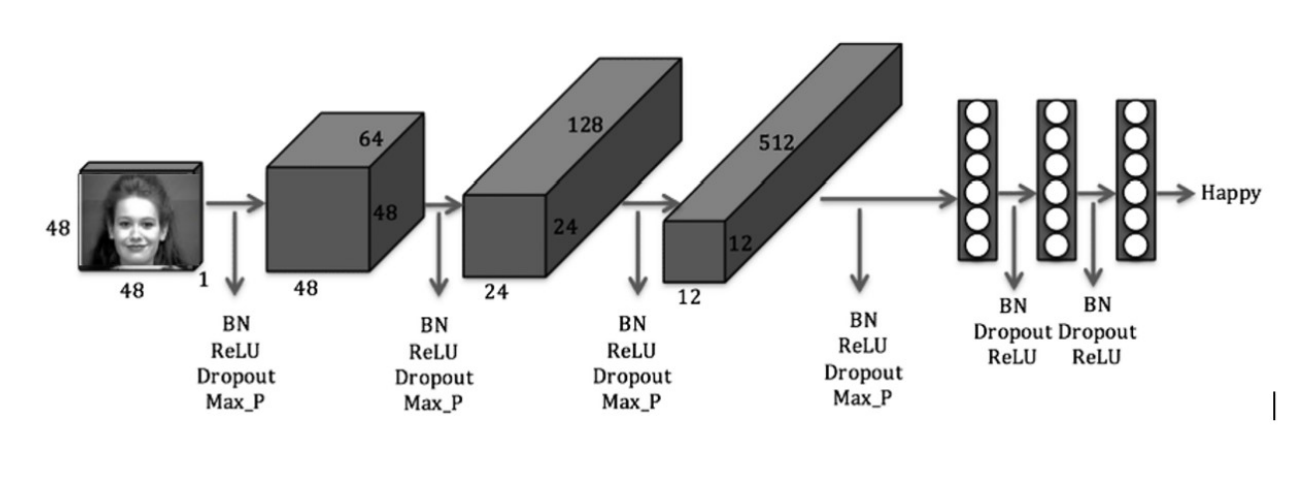 48
48
1
BN
ReLU
Dropout
Max_P
64
48
48
BN
ReLU
Dropout
Max_P
128
24
24
BN
ReLU
Dropout
Max_P
512
12
12
BN
ReLU
Dropout
Max_P
BN
Dropout
ReLU
BN
Dropout
ReLU
Happy